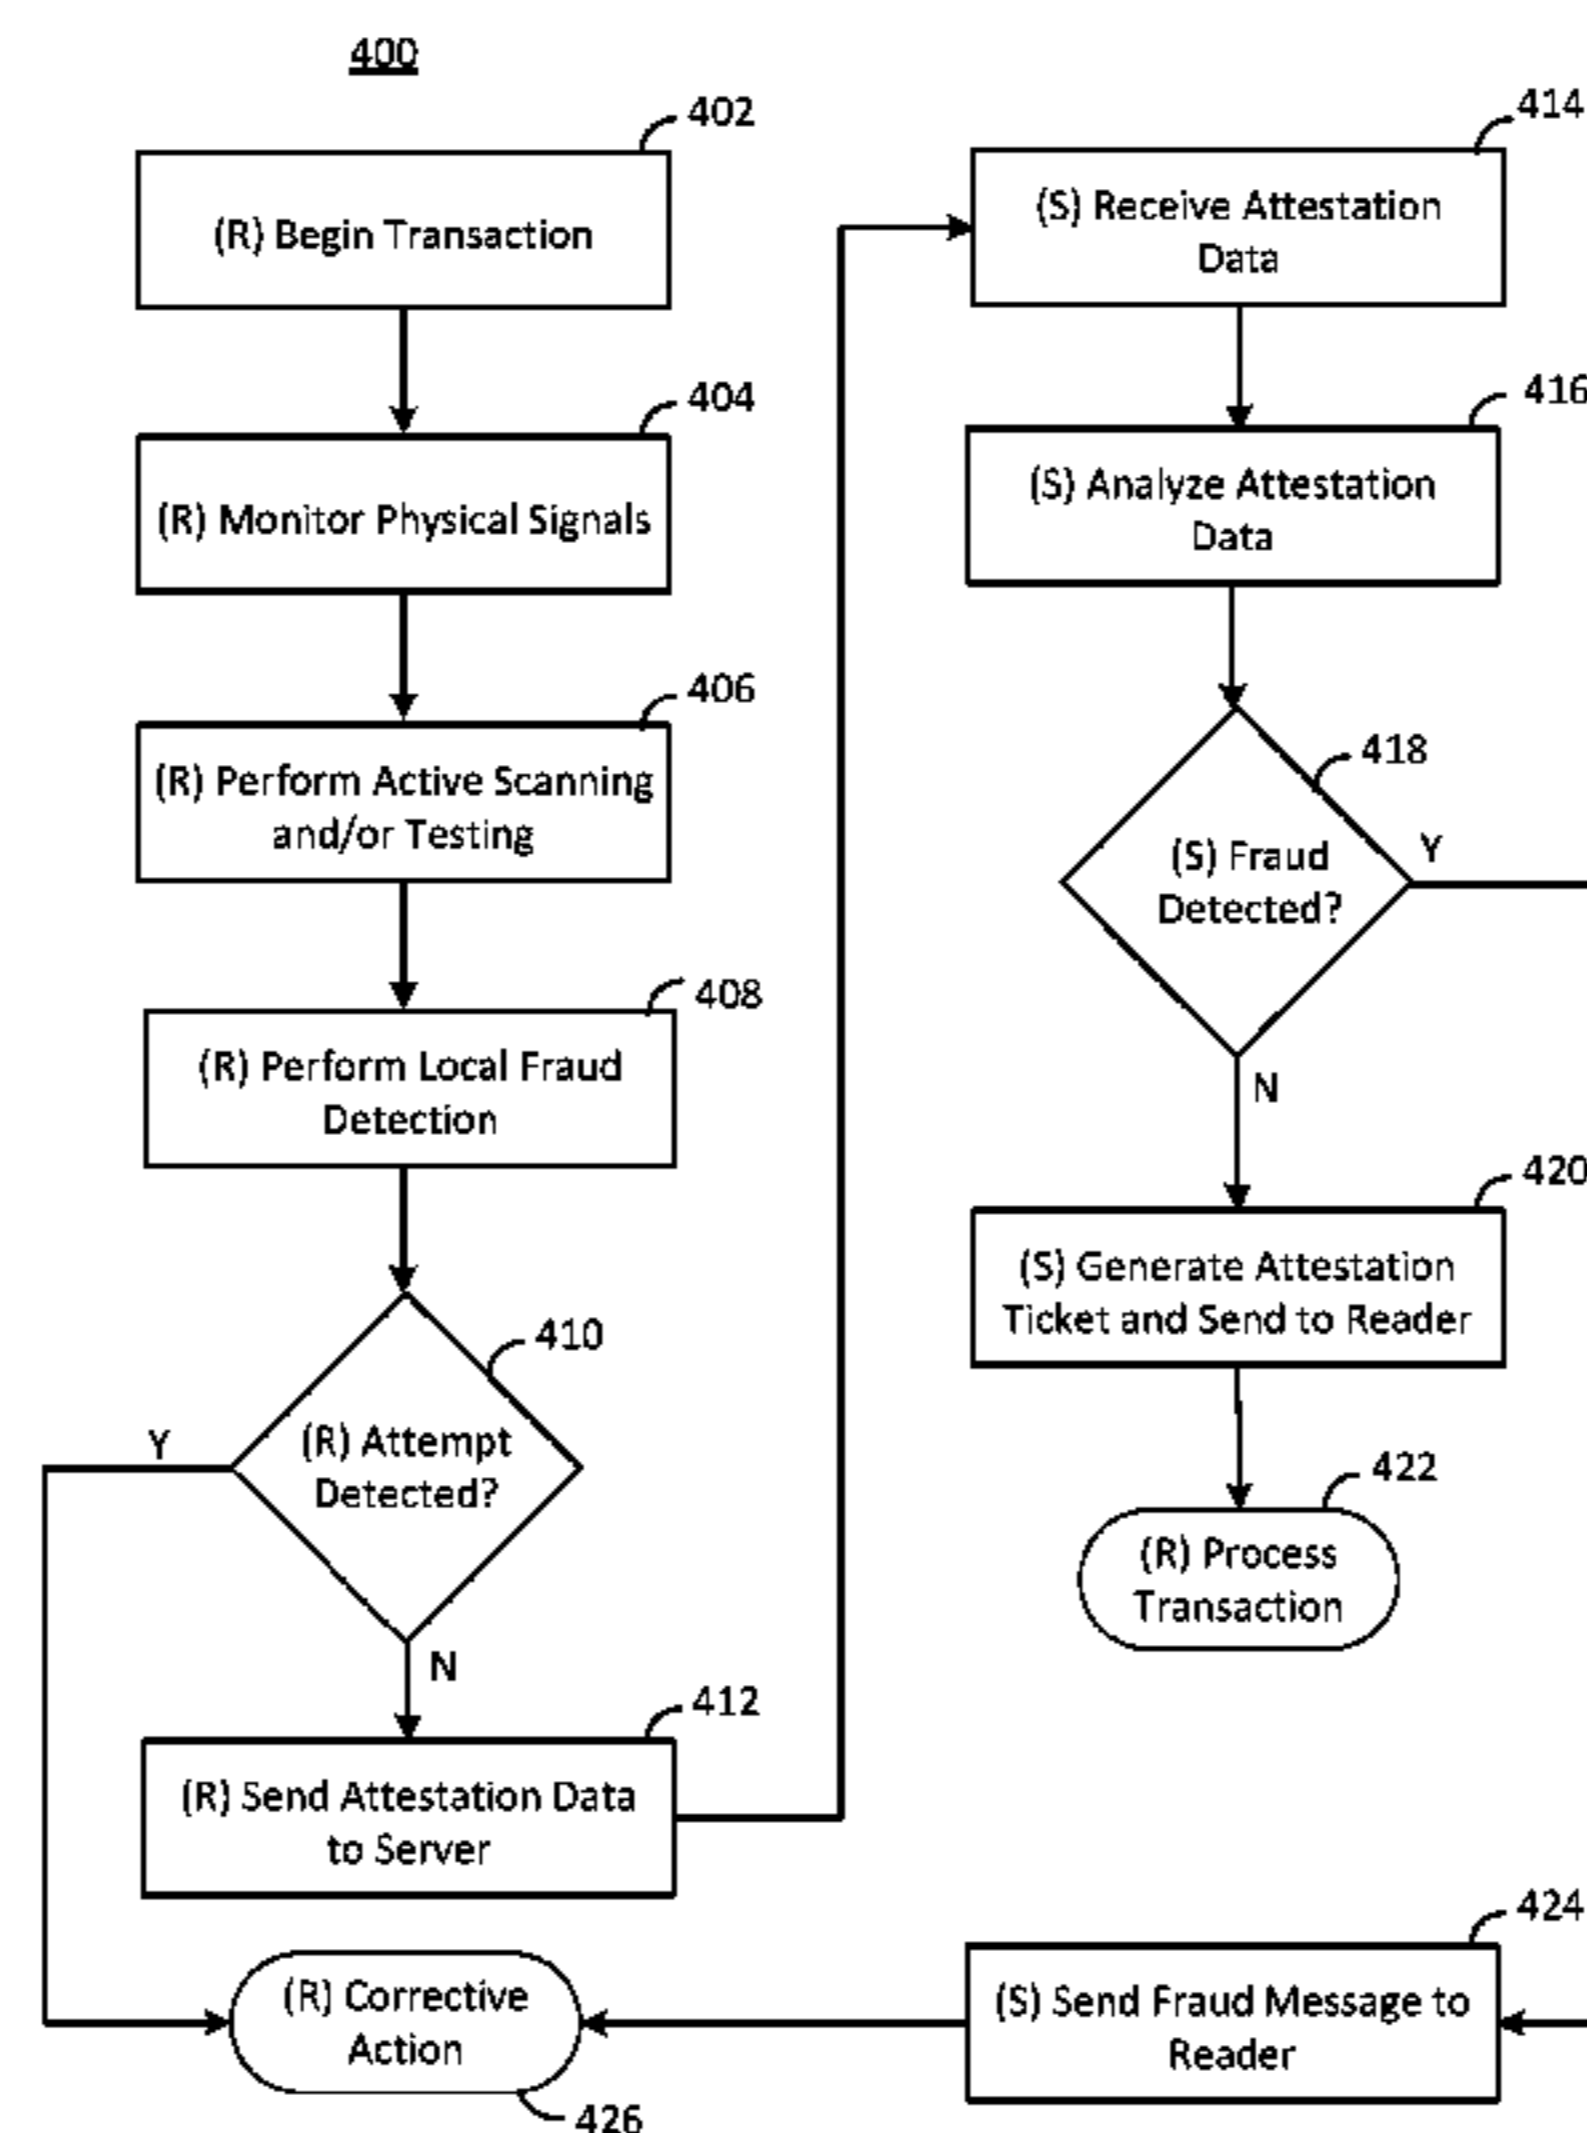 400
402
(R) Begin Transaction
404
(R) Monitor Physical Signals
406
(R) Perform Active Scanning
and/or Testing
408
(R) Perform Local Fraud
Detection
410
(R) Attempt
Detected?
Y
N
412
(R) Send Attestation Data
to Server
(R) Corrective
Action
426
414
(S) Receive Attestation
Data
416
(S) Analyze Attestation
Data
418
(S) Fraud
Detected?
Y
N
420
(S) Generate Attestation
Ticket and Send to Reader
422
(R) Process
Transaction
424
(S) Send Fraud Message to
Reader